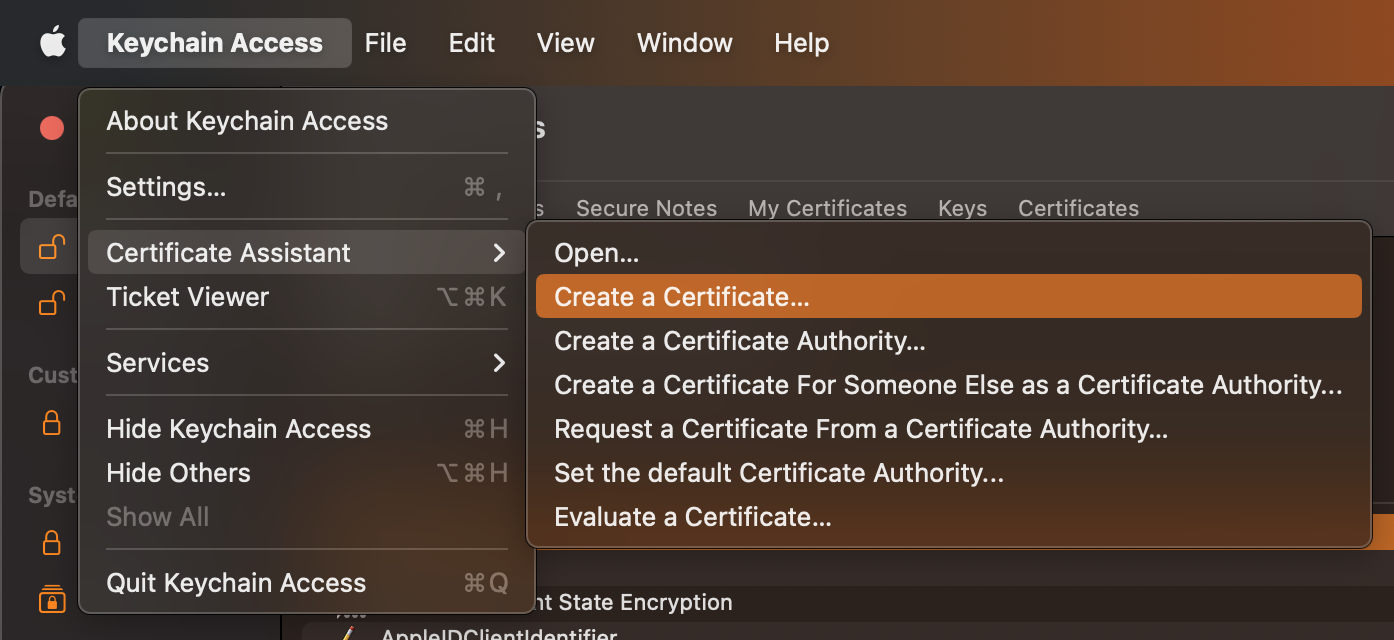 Keychain Access File Edit View Window Help
About Keychain Access
Settings... ⌘ ,
Defa
Secure Notes My Certificates Keys Certificates
Certificate Assistant
Open...
Ticket Viewer ⌥⌘K
Create a Certificate...
Create a Certificate Authority...
Services
Cust
Create a Certificate For Someone Else as a Certificate Authority...
Hide Keychain Access ⌘H
Request a Certificate From a Certificate Authority...
Hide Others ⌥⌘H
Set the default Certificate Authority...
Syst
Show All
Evaluate a Certificate...
Quit Keychain Access ⌘Q
nt State Encryption
AppleIDClientIdentifier